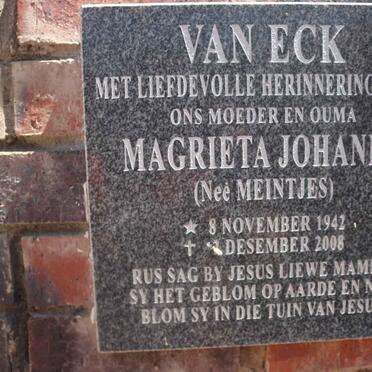 VAN ECK
MET LIEFDEVOLLE HERINNERING
ONS MOEDER EN OUMA
MAGRIETA JOHAN
(Neé MEINTJES)
★ 8 NOVEMBER 1942
✝ DESEMBER 2008
RUS SAG BY JESUS LIEWE MAM
SY HET GEBLOM OP AARDE EN N
BLOM SY IN DIE TUIN VAN JESU